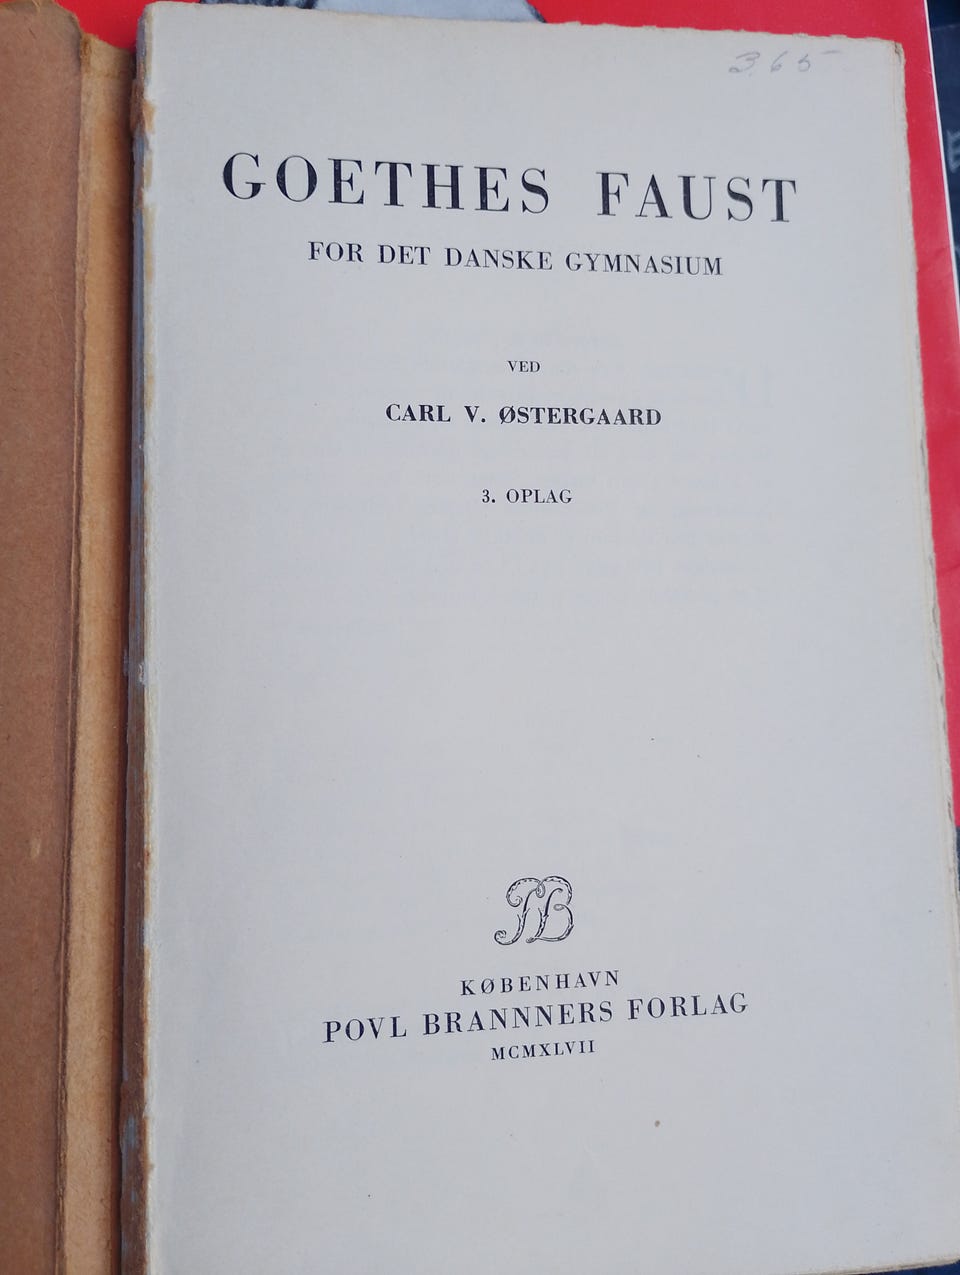 365
GOETHES FAUST
FOR DET DANSKE GYMNASIUM
VED
CARL V. ØSTERGAARD
3. OPLAG
PB
KØBENHAVN
POVL BRANNNERS FORLAG
MCMXLVII